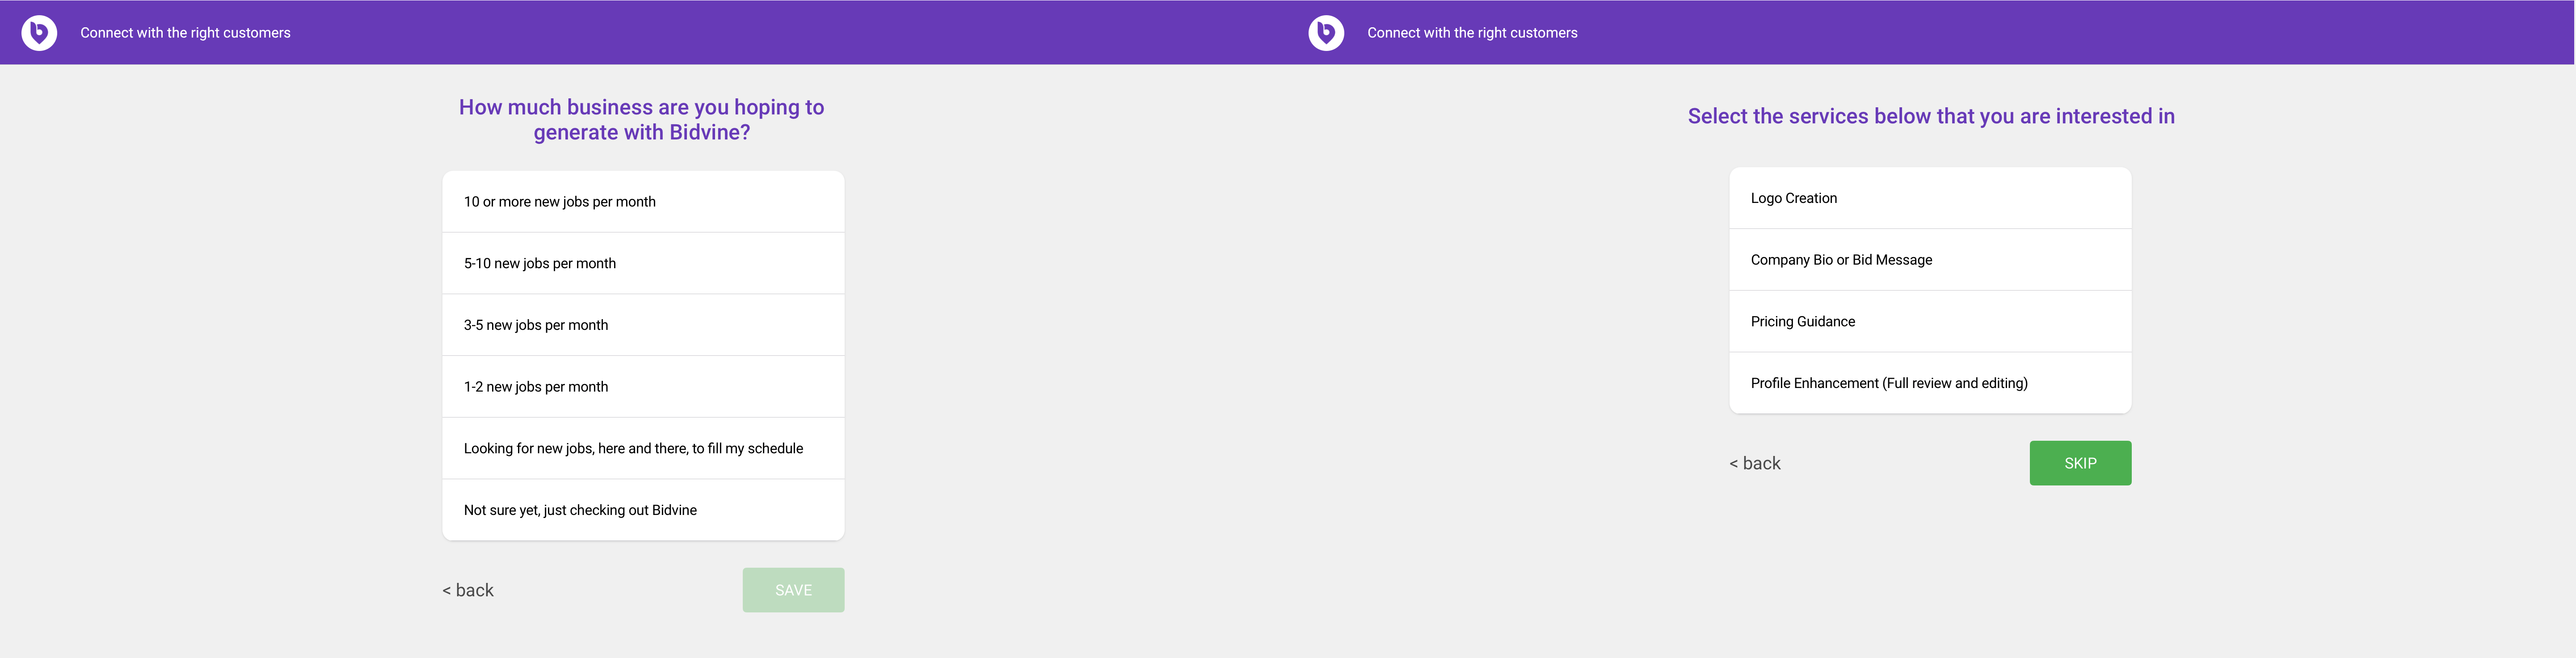 Connect with the right customers
How much business are you hoping to
generate with Bidvine?
10 or more new jobs per month
5-10 new jobs per month
3-5 new jobs per month
1-2 new jobs per month
Looking for new jobs, here and there, to fill my schedule
Not sure yet, just checking out Bidvine
< back
SAVE
Connect with the right customers
Select the services below that you are interested in
Logo Creation
Company Bio or Bid Message
Pricing Guidance
Profile Enhancement (Full review and editing)
< back
SKIP